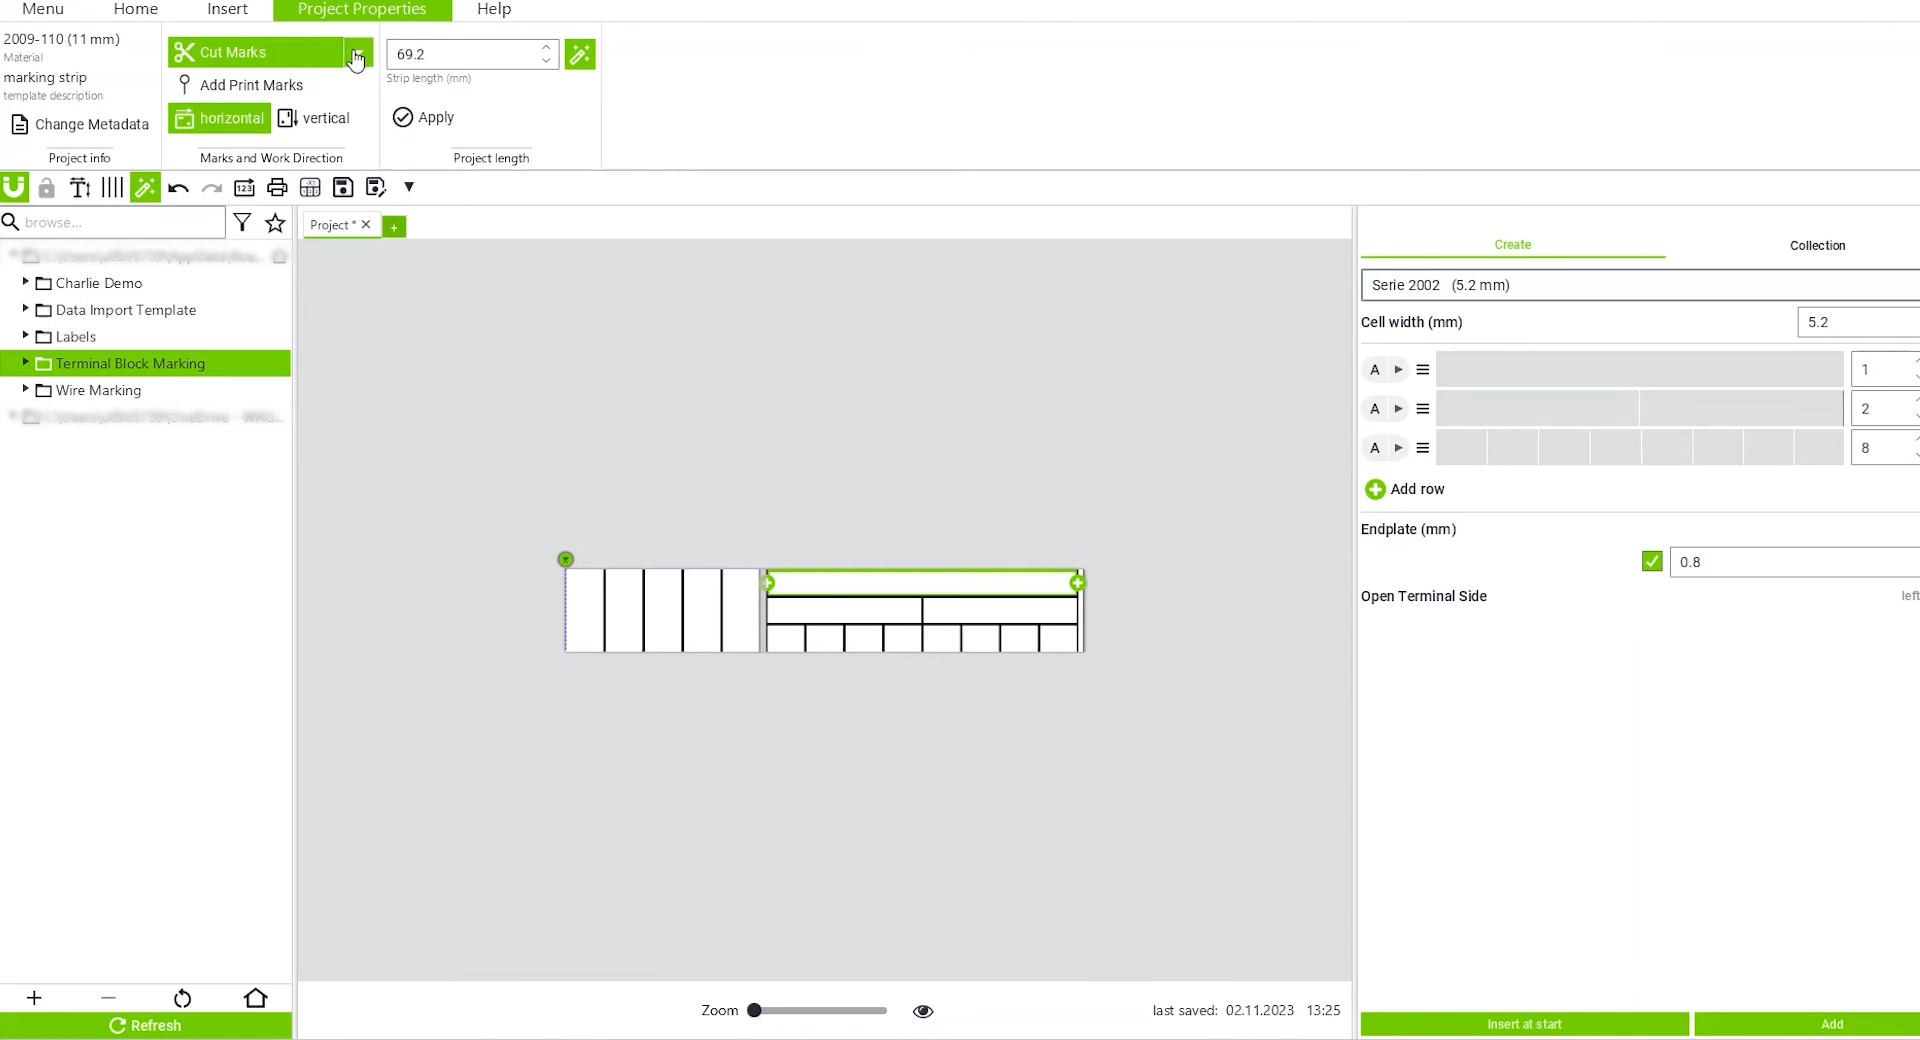 Menu Home Insert Project Properties Help
2009-110 (11 mm)
Material
marking strip
template description
Change Metadata
Project info
Cut Marks
Add Print Marks
horizontal vertical
Marks and Work Direction
69.2
Strip length (mm)
Apply
Project length
123
browse...
Charlie Demo
Data Import Template
Labels
Terminal Block Marking
Wire Marking
Refresh
Project *
Zoom
last saved: 02.11.2023 13:25
Create Collection
Serie 2002 (5.2 mm)
Cell width (mm) 5.2
A 1
A 2
A 8
Add row
Endplate (mm)
0.8
Open Terminal Side left
Insert at start Add